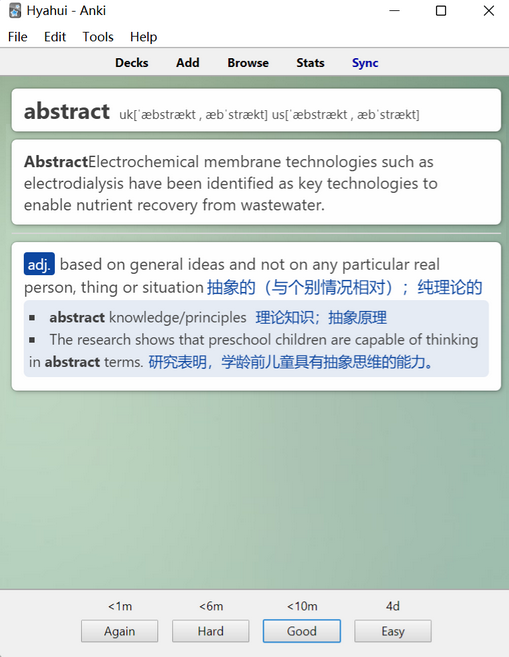 Hyahui - Anki
File Edit Tools Help
Decks Add Browse Stats Sync
abstract uk[ˈæbstrækt , æbˈstrækt] us[ˈæbstrækt , æbˈstrækt]
AbstractElectrochemical membrane technologies such as
electrodialysis have been identified as key technologies to
enable nutrient recovery from wastewater.
adj. based on general ideas and not on any particular real
person, thing or situation 抽象的（与个别情况相对）；纯理论的
▪ abstract knowledge/principles 理论知识；抽象原理
▪ The research shows that preschool children are capable of thinking
in abstract terms. 研究表明，学龄前儿童具有抽象思维的能力。
<1m <6m <10m 4d
Again Hard Good Easy